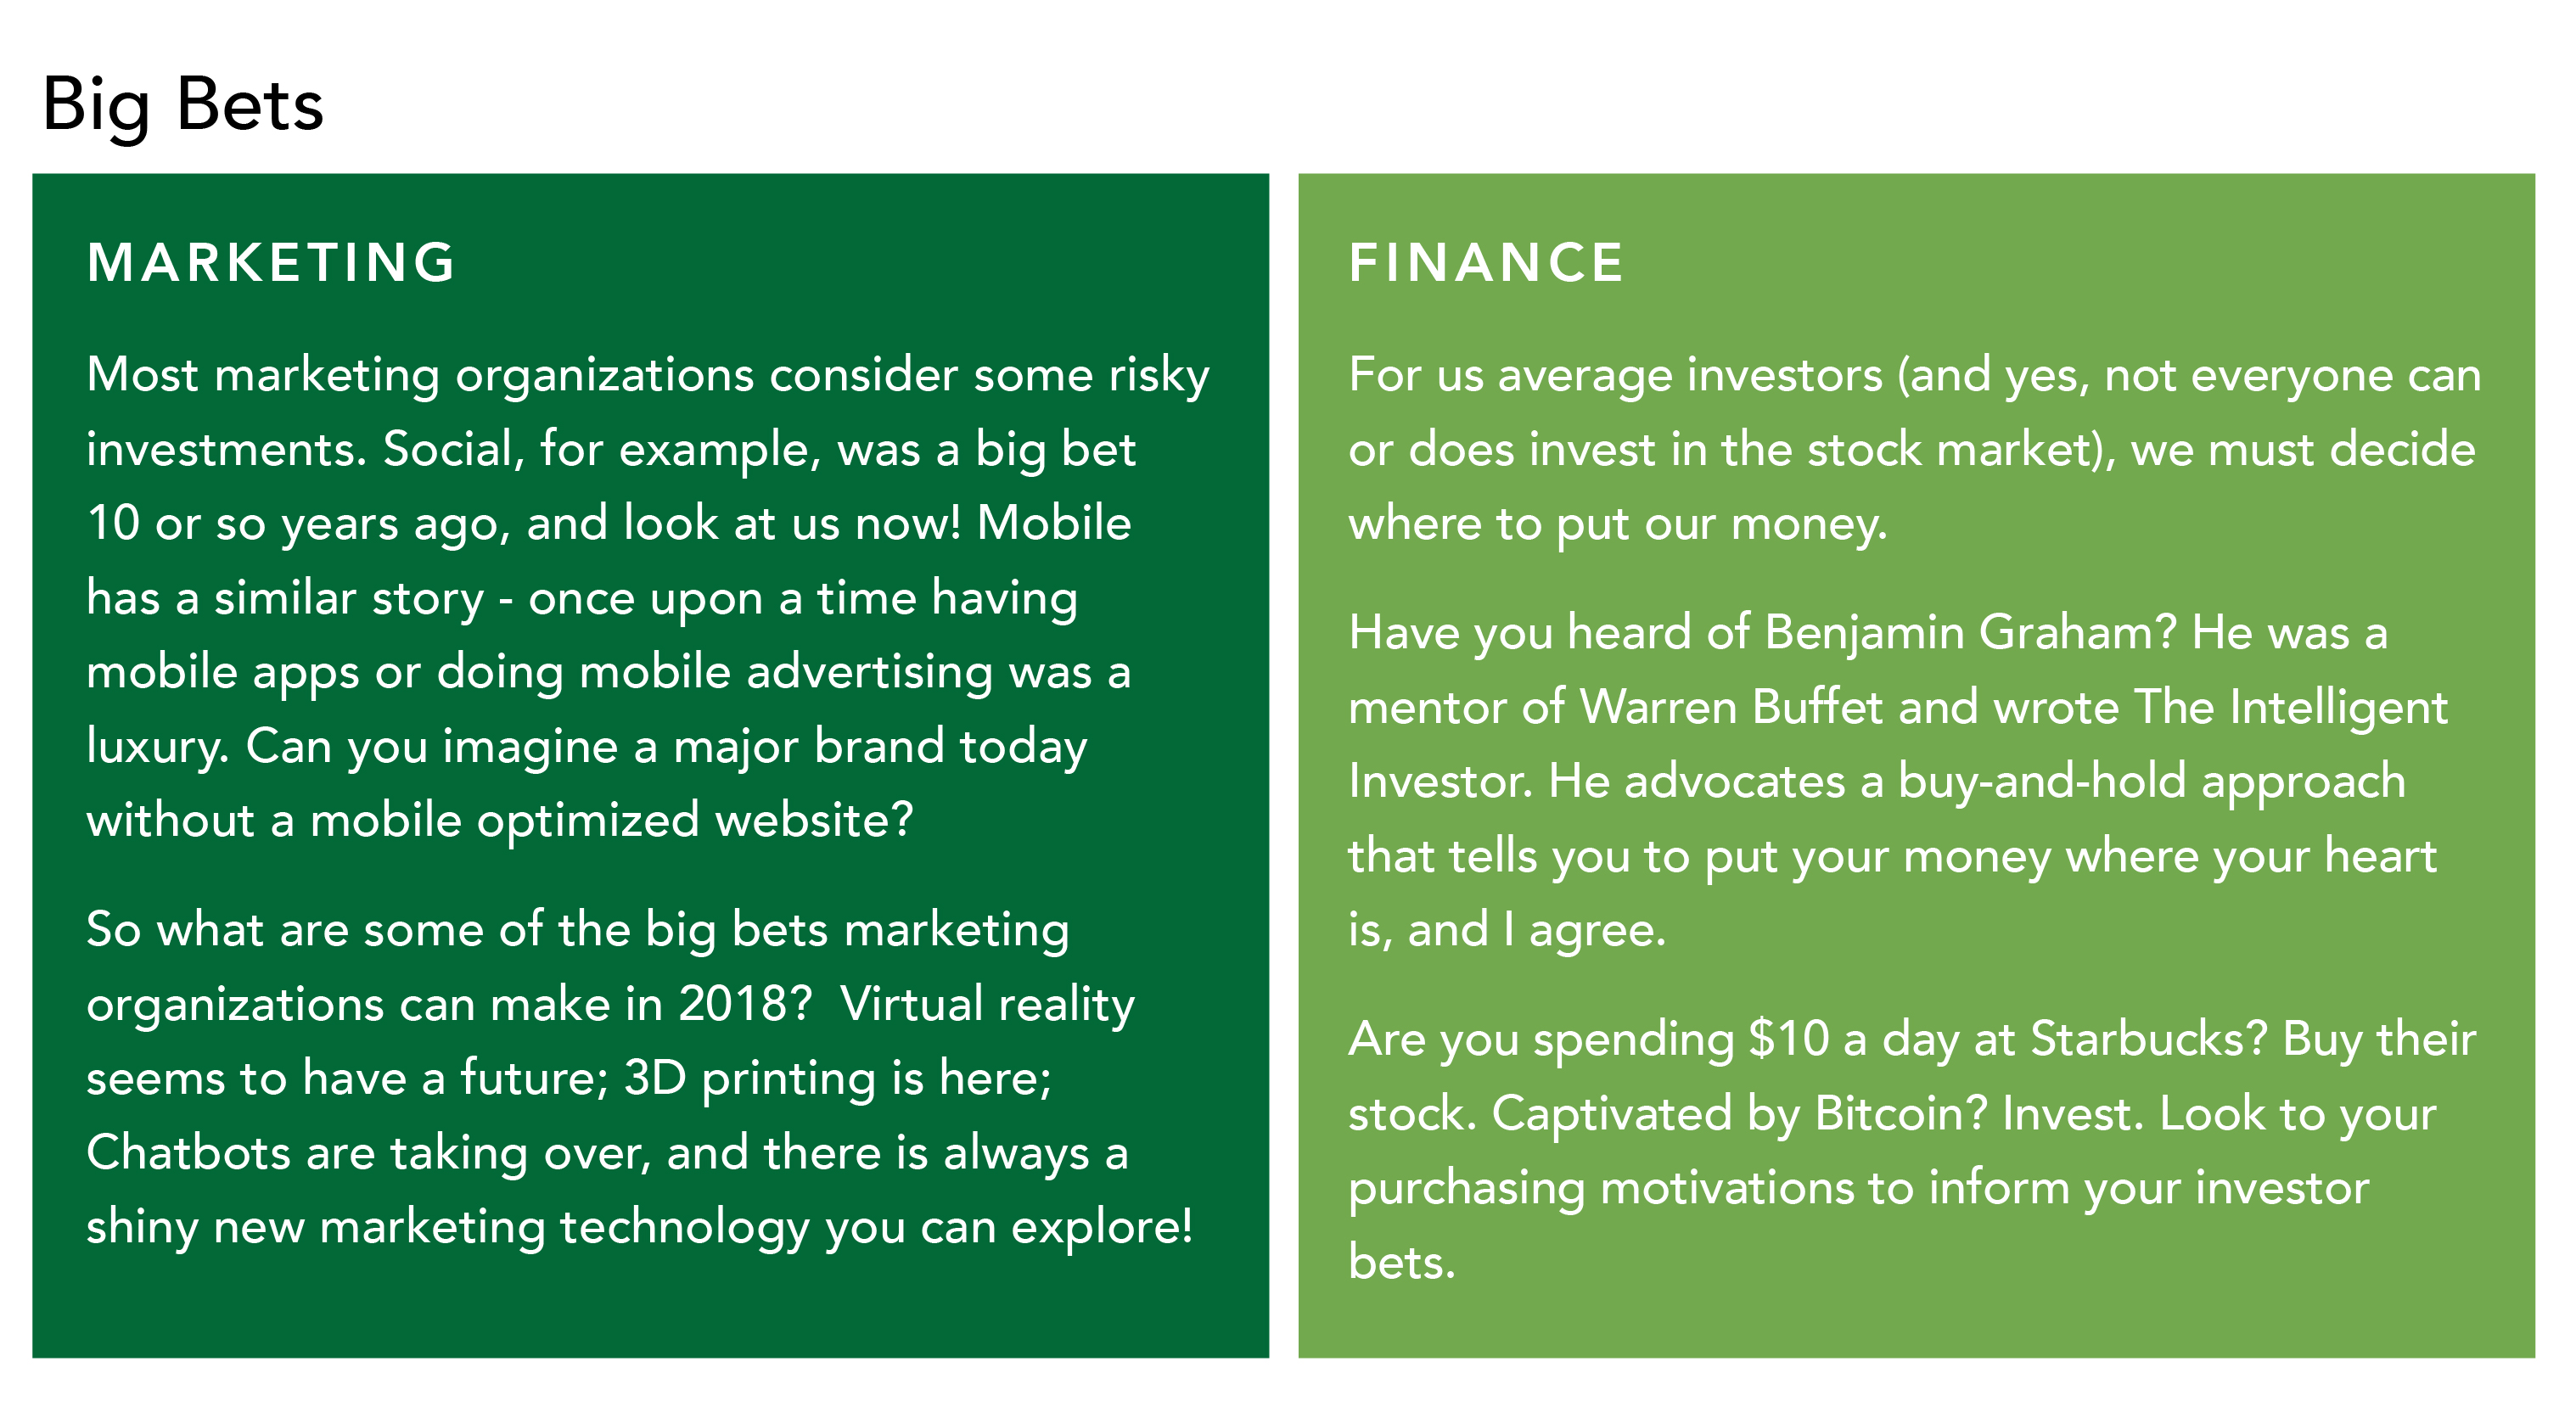 Big Bets
MARKETING
Most marketing organizations consider some risky
investments. Social, for example, was a big bet
10 or so years ago, and look at us now! Mobile
has a similar story - once upon a time having
mobile apps or doing mobile advertising was a
luxury. Can you imagine a major brand today
without a mobile optimized website?
So what are some of the big bets marketing
organizations can make in 2018?  Virtual reality
seems to have a future; 3D printing is here;
Chatbots are taking over, and there is always a
shiny new marketing technology you can explore!
FINANCE
For us average investors (and yes, not everyone can
or does invest in the stock market), we must decide
where to put our money.
Have you heard of Benjamin Graham? He was a
mentor of Warren Buffet and wrote The Intelligent
Investor. He advocates a buy-and-hold approach
that tells you to put your money where your heart
is, and I agree.
Are you spending $10 a day at Starbucks? Buy their
stock. Captivated by Bitcoin? Invest. Look to your
purchasing motivations to inform your investor
bets.